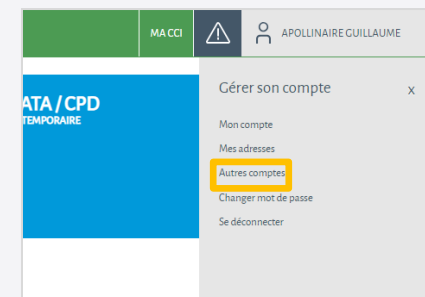 MA CCI
APOLLINAIRE GUILLAUME
Gérer son compte
x
ATA / CPD
TEMPORAIRE
Mon compte
Mes adresses
Autres comptes
Changer mot de passe
Se déconnecter